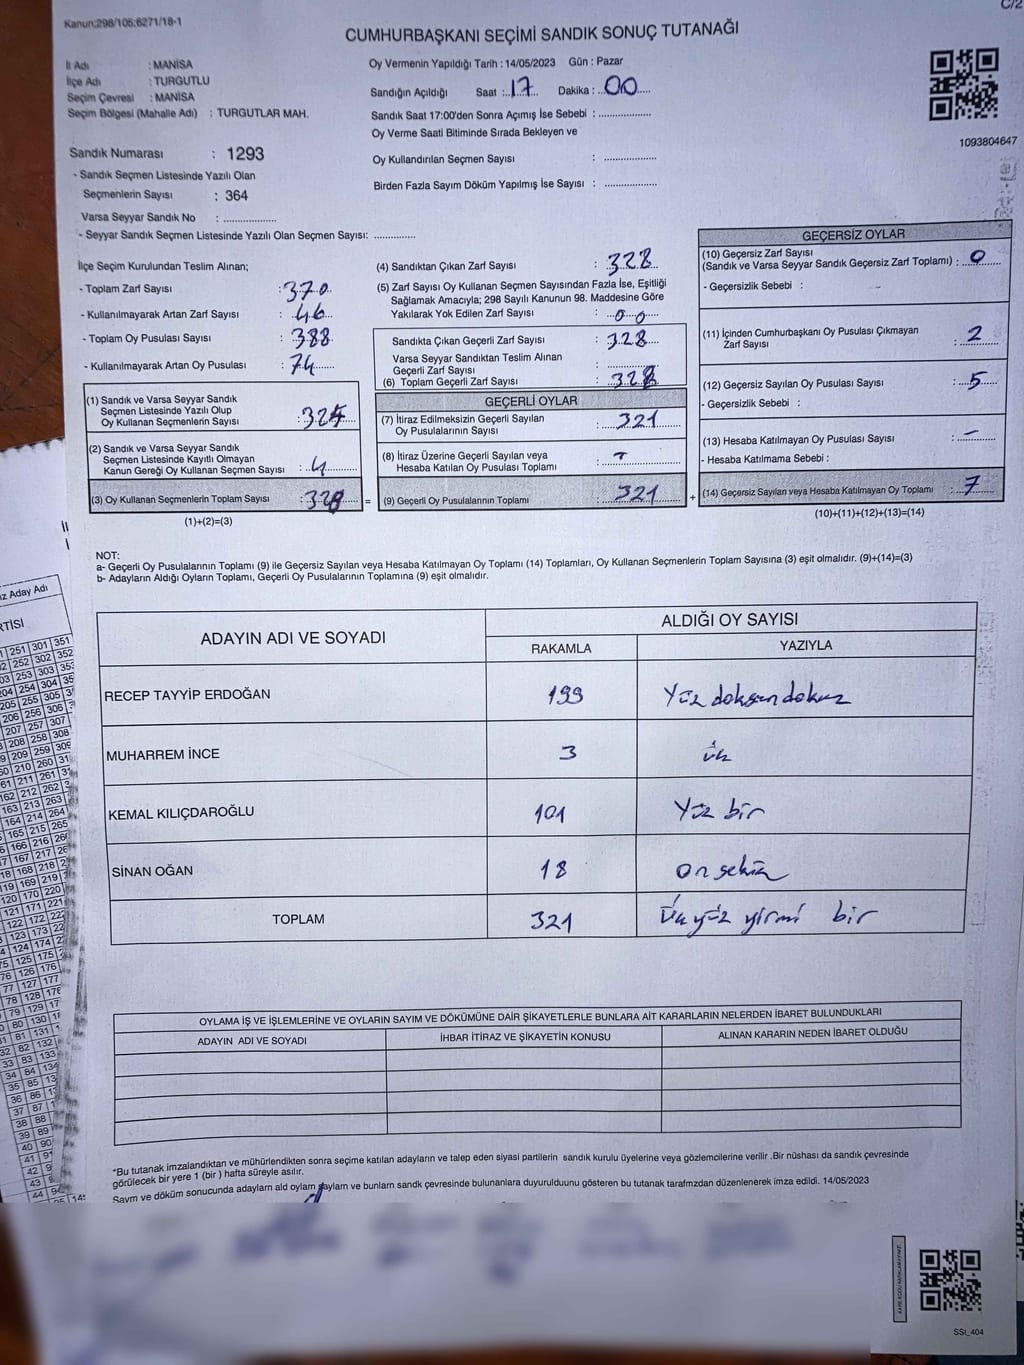 C/2
Kanun:298/105;6271/18-1
CUMHURBAŞKANI SEÇİMİ SANDIK SONUÇ TUTANAĞI
İl Adı : MANİSA
İlçe Adı : TURGUTLU
Seçim Çevresi : MANİSA
Seçim Bölgesi (Mahalle Adı) : TURGUTLAR MAH.
Oy Vermenin Yapıldığı Tarih : 14/05/2023 Gün : Pazar
Sandığın Açıldığı Saat : 17 Dakika : 00
Sandık Saat 17:00'den Sonra Açımış İse Sebebi : ...............
Oy Verme Saati Bitiminde Sırada Bekleyen ve
Oy Kullandırılan Seçmen Sayısı : ...............
Birden Fazla Sayım Döküm Yapılmış İse Sayısı : ...............
1093804647
Sandık Numarası : 1293
- Sandık Seçmen Listesinde Yazılı Olan
Seçmenlerin Sayısı : 364
Varsa Seyyar Sandık No : ...............
- Seyyar Sandık Seçmen Listesinde Yazılı Olan Seçmen Sayısı: ............
İlçe Seçim Kurulundan Teslim Alınan;
- Toplam Zarf Sayısı : 370
- Kullanılmayarak Artan Zarf Sayısı : 46
- Toplam Oy Pusulası Sayısı : 388
- Kullanılmayarak Artan Oy Pusulası : 74
(1) Sandık ve Varsa Seyyar Sandık
Seçmen Listesinde Yazılı Olup
Oy Kullanan Seçmenlerin Sayısı : 324
(2) Sandık ve Varsa Seyyar Sandık
Seçmen Listesinde Kayıtlı Olmayan
Kanun Gereği Oy Kullanan Seçmen Sayısı : 4
(3) Oy Kullanan Seçmenlerin Toplam Sayısı : 328 =
(1)+(2)=(3)
(4) Sandıktan Çıkan Zarf Sayısı : 328
(5) Zarf Sayısı Oy Kullanan Seçmen Sayısından Fazla İse, Eşitliği
Sağlamak Amacıyla; 298 Sayılı Kanunun 98. Maddesine Göre
Yakılarak Yok Edilen Zarf Sayısı : 0 0
Sandıkta Çıkan Geçerli Zarf Sayısı : 328
Varsa Seyyar Sandıktan Teslim Alınan
Geçerli Zarf Sayısı : ............
(6) Toplam Geçerli Zarf Sayısı : 328
GEÇERLİ OYLAR
(7) İtiraz Edilmeksizin Geçerli Sayılan
Oy Pusulalarının Sayısı : 321
(8) İtiraz Üzerine Geçerli Sayılan veya
Hesaba Katılan Oy Pusulası Toplamı :
(9) Geçerli Oy Pusulalarının Toplamı : 321 +
GEÇERSİZ OYLAR
(10) Geçersiz Zarf Sayısı
(Sandık ve Varsa Seyyar Sandık Geçersiz Zarf Toplamı) : 0
- Geçersizlik Sebebi : -
(11) İçinden Cumhurbaşkanı Oy Pusulası Çıkmayan
Zarf Sayısı : 2
(12) Geçersiz Sayılan Oy Pusulası Sayısı : 5
- Geçersizlik Sebebi :
(13) Hesaba Katılmayan Oy Pusulası Sayısı : -
- Hesaba Katılmama Sebebi :
(14) Geçersiz Sayılan veya Hesaba Katılmayan Oy Toplamı : 7
(10)+(11)+(12)+(13)=(14)
NOT:
a- Geçerli Oy Pusulalarının Toplamı (9) ile Geçersiz Sayılan veya Hesaba Katılmayan Oy Toplamı (14) Toplamları, Oy Kullanan Seçmenlerin Toplam Sayısına (3) eşit olmalıdır. (9)+(14)=(3)
b- Adayların Aldığı Oyların Toplamı, Geçerli Oy Pusulalarının Toplamına (9) eşit olmalıdır.
ADAYIN ADI VE SOYADI ALDIĞI OY SAYISI
RAKAMLA YAZIYLA
RECEP TAYYİP ERDOĞAN 199 Yüz doksan dokuz
MUHARREM İNCE 3 üç
KEMAL KILIÇDAROĞLU 101 Yüz bir
SİNAN OĞAN 18 on sekiz
TOPLAM 321 Üç yüz yirmi bir
OYLAMA İŞ VE İŞLEMLERİNE VE OYLARIN SAYIM VE DÖKÜMÜNE DAİR ŞİKAYETLERLE BUNLARA AİT KARARLARIN NELERDEN İBARET BULUNDUKLARI
ADAYIN ADI VE SOYADI İHBAR İTİRAZ VE ŞİKAYETİN KONUSU ALINAN KARARIN NEDEN İBARET OLDUĞU
*Bu tutanak imzalandıktan ve mühürlendikten sonra seçime katılan adayların ve talep eden siyasi partilerin sandık kurulu üyelerine veya gözlemcilerine verilir .Bir nüshası da sandık çevresinde
görülecek bir yere 1 (bir ) hafta süreyle asılır.
Sayım ve döküm sonucunda adayların ald oyların sayıların ve bunların sandk çevresinde bulunanlara duyurulduunu gösteren bu tutanak tarafmzdan düzenlenerek imza edildi. 14/05/2023
SSI_404